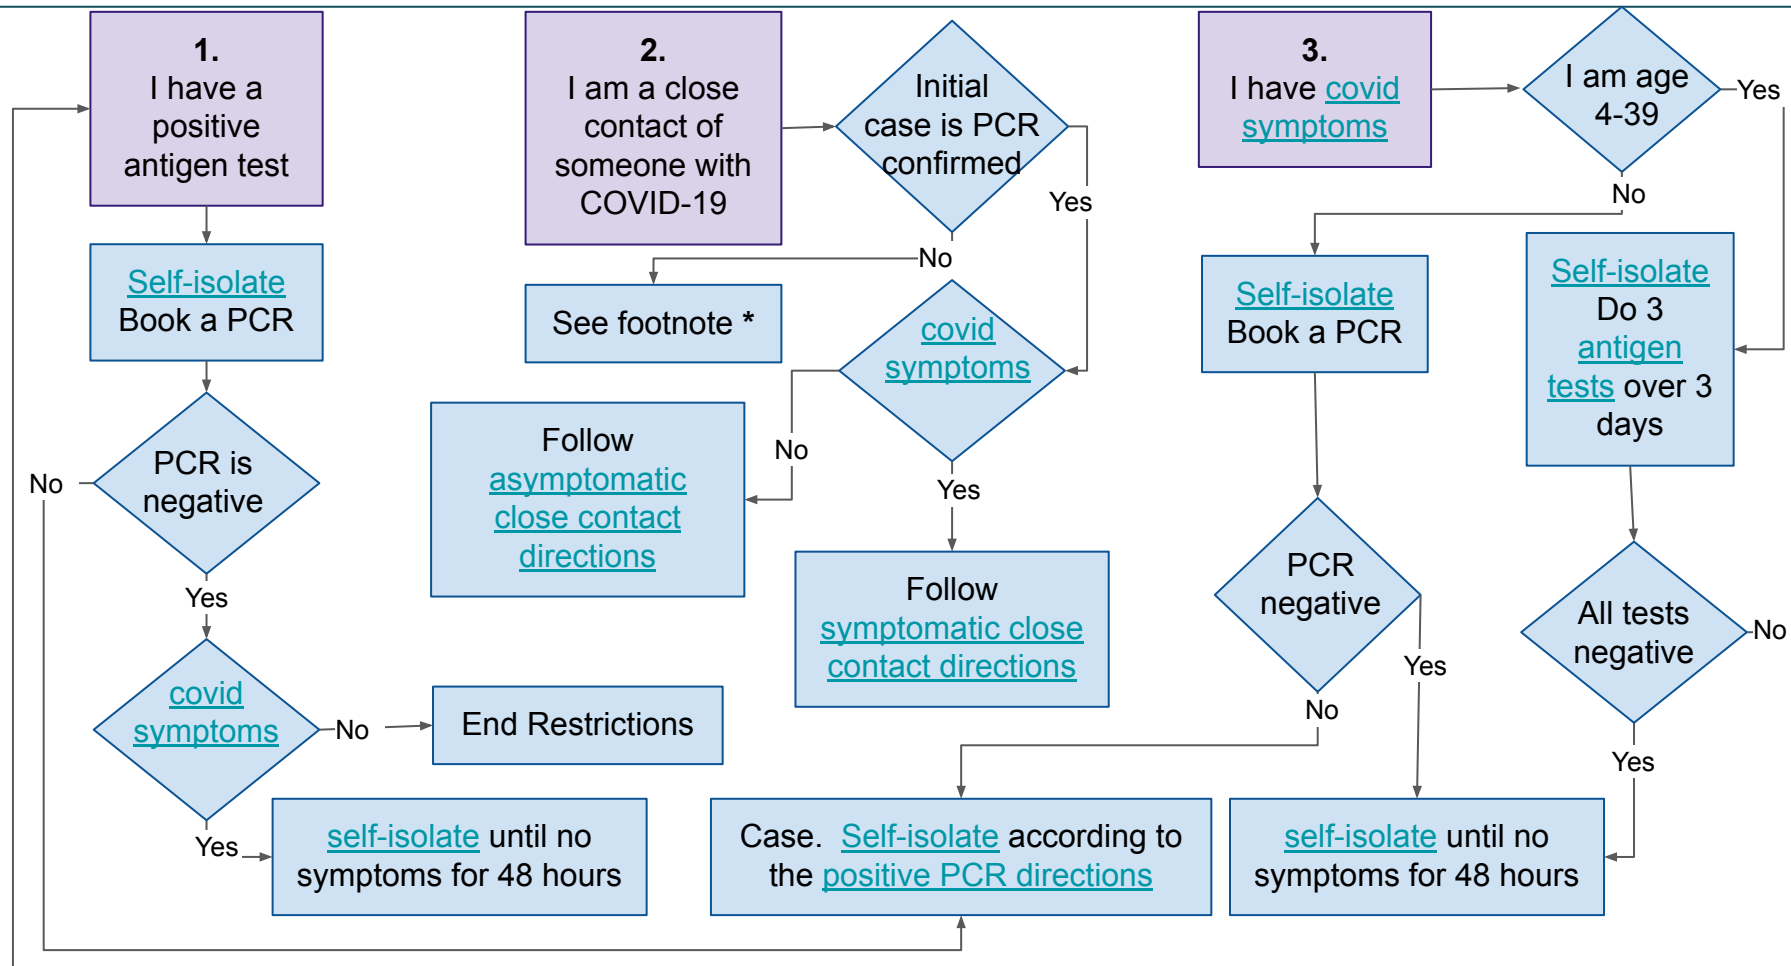 1.
I have a
positive
antigen test
Self-isolate
Book a PCR
PCR is
negative
No
Yes
covid
symptoms
No
End Restrictions
Yes
self-isolate until no
symptoms for 48 hours
2.
I am a close
contact of
someone with
COVID-19
Initial
case is PCR
confirmed
Yes
No
See footnote *
covid
symptoms
No
Follow
asymptomatic
close contact
directions
Yes
Follow
symptomatic close
contact directions
3.
I have covid
symptoms
I am age
4-39
Yes
No
Self-isolate
Book a PCR
Self-isolate
Do 3
antigen
tests over 3
days
PCR
negative
Yes
No
All tests
negative
No
Yes
Case. Self-isolate according to
the positive PCR directions
self-isolate until no
symptoms for 48 hours